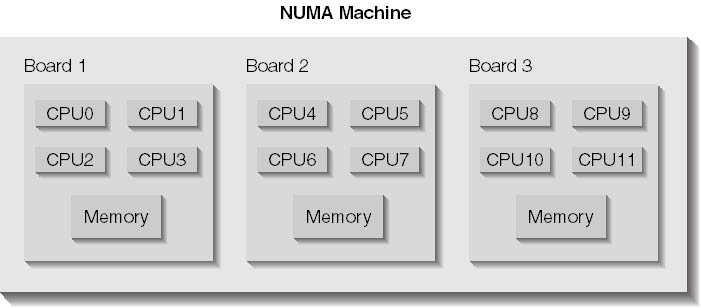 NUMA Machine
Board 1
CPU0 CPU1
CPU2 CPU3
Memory
Board 2
CPU4 CPU5
CPU6 CPU7
Memory
Board 3
CPU8 CPU9
CPU10 CPU11
Memory